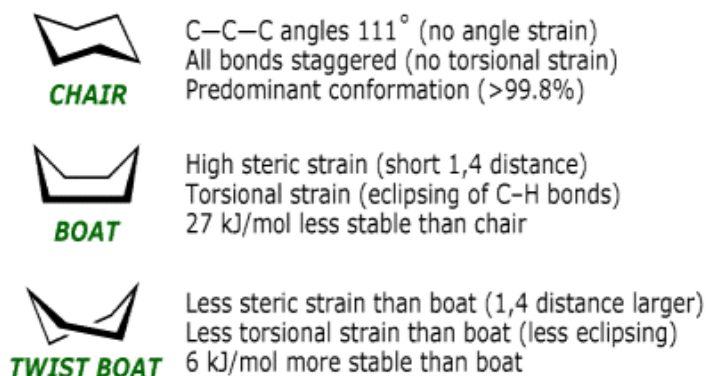 C—C—C angles 111° (no angle strain)
All bonds staggered (no torsional strain)
CHAIR
Predominant conformation (>99.8%)
High steric strain (short 1,4 distance)
Torsional strain (eclipsing of C–H bonds)
BOAT
27 kJ/mol less stable than chair
Less steric strain than boat (1,4 distance larger)
Less torsional strain than boat (less eclipsing)
TWIST BOAT
6 kJ/mol more stable than boat